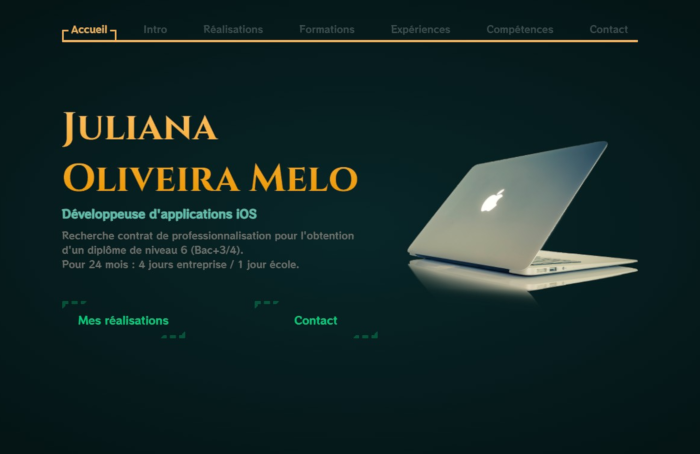 Accueil Intro Réalisations Formations Expériences Compétences Contact
Juliana
Oliveira Melo
Développeuse d'applications iOS
Recherche contrat de professionnalisation pour l'obtention
d'un diplôme de niveau 6 (Bac+3/4).
Pour 24 mois : 4 jours entreprise / 1 jour école.
Mes réalisations Contact